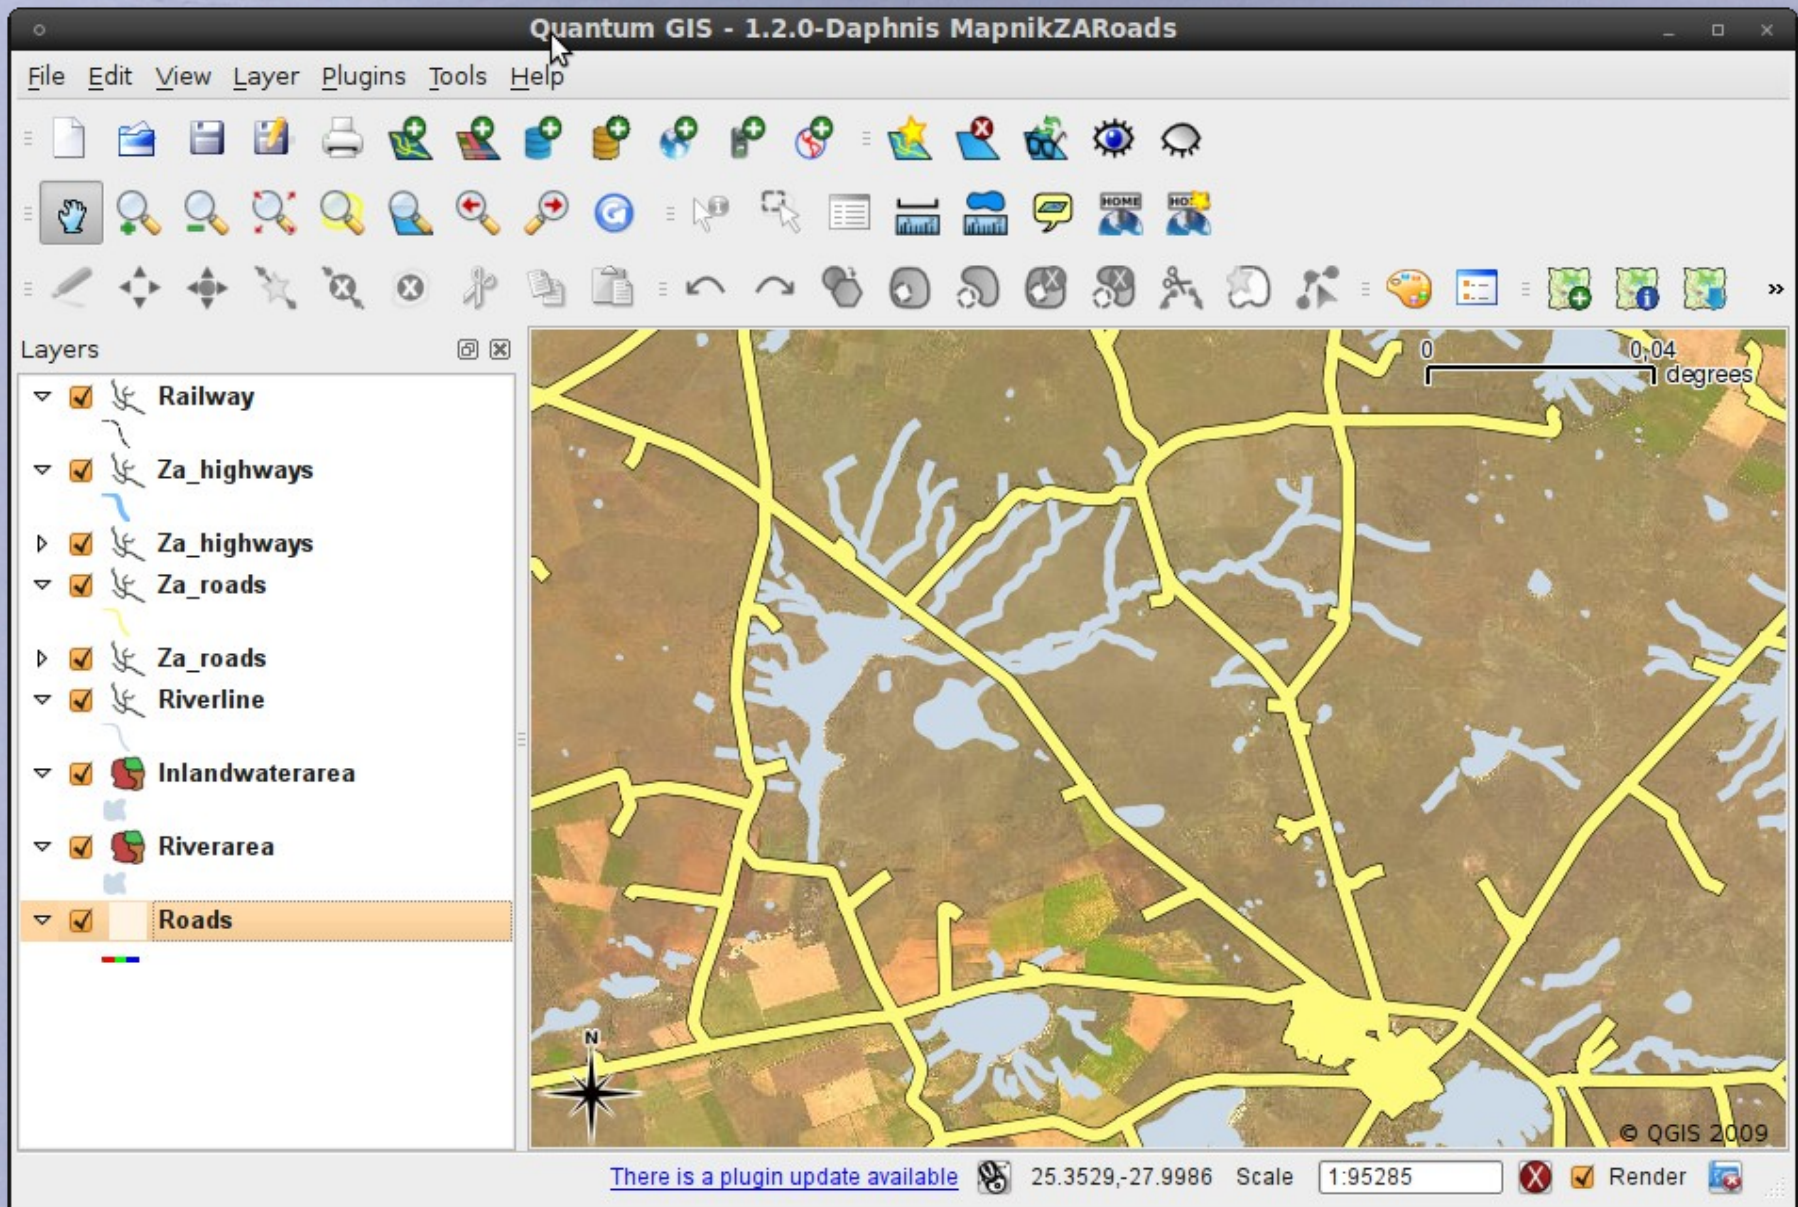 Quantum GIS - 1.2.0-Daphnis MapnikZARoads
File Edit View Layer Plugins Tools Help
HOME
Layers
Railway
Za_highways
Za_highways
Za_roads
Za_roads
Riverline
Inlandwaterarea
Riverarea
Roads
0 0,04
degrees
N
© QGIS 2009
There is a plugin update available 25.3529,-27.9986 Scale 1:95285 Render